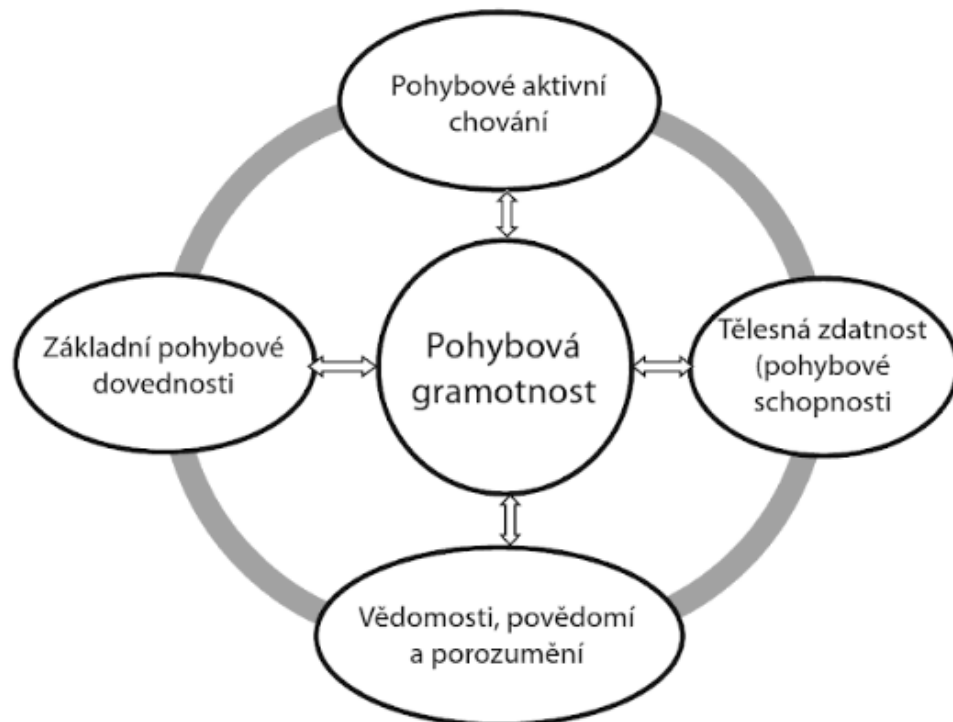 Pohybové aktivní
chování
Základní pohybové
dovednosti
Pohybová
gramotnost
Tělesná zdatnost
(pohybové
schopnosti
Vědomosti, povědomí
a porozumění